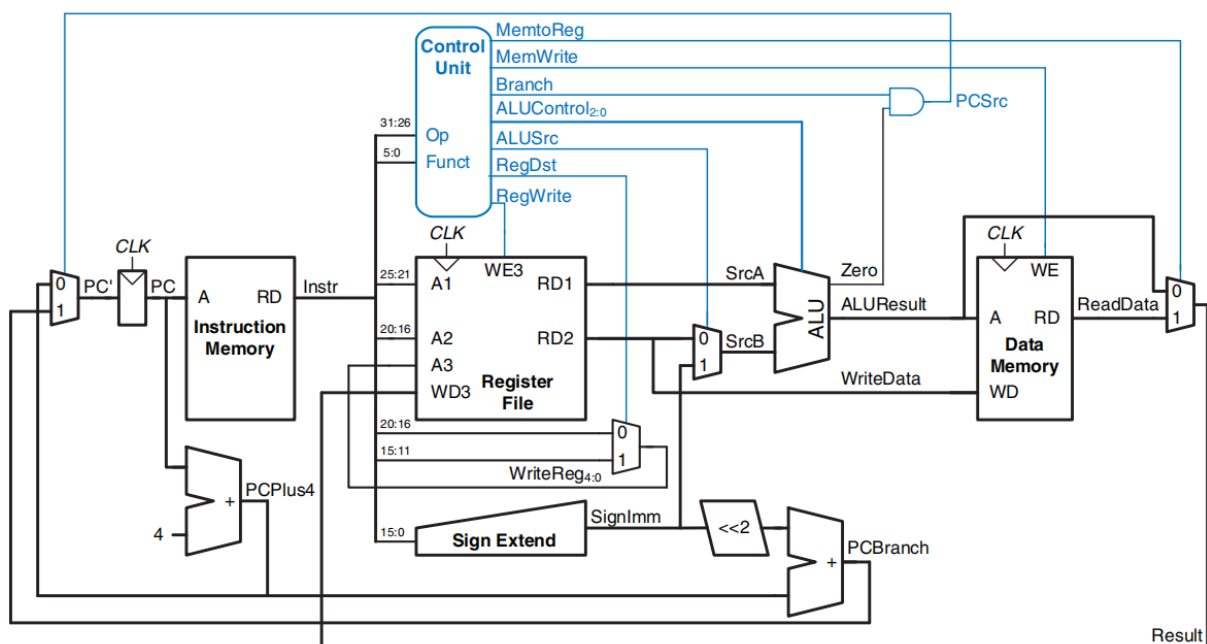 MemtoReg
Control
Unit
MemWrite
Branch
PCSrc
ALUControl2:0
31:26
Op
ALUSrc
5:0
Funct
RegDst
RegWrite
CLK
CLK
CLK
0
1
PC'
PC
A
RD
Instruction
Memory
Instr
25:21
A1
WE3
RD1
SrcA
Zero
WE
0
1
20:16
A2
RD2
0
1
SrcB
ALU
ALUResult
A
RD
ReadData
Data
Memory
A3
WD3
Register
File
WriteData
WD
20:16
0
15:11
1
WriteReg4:0
PCPlus4
+
4
SignImm
<<2
15:0
Sign Extend
+
PCBranch
Result